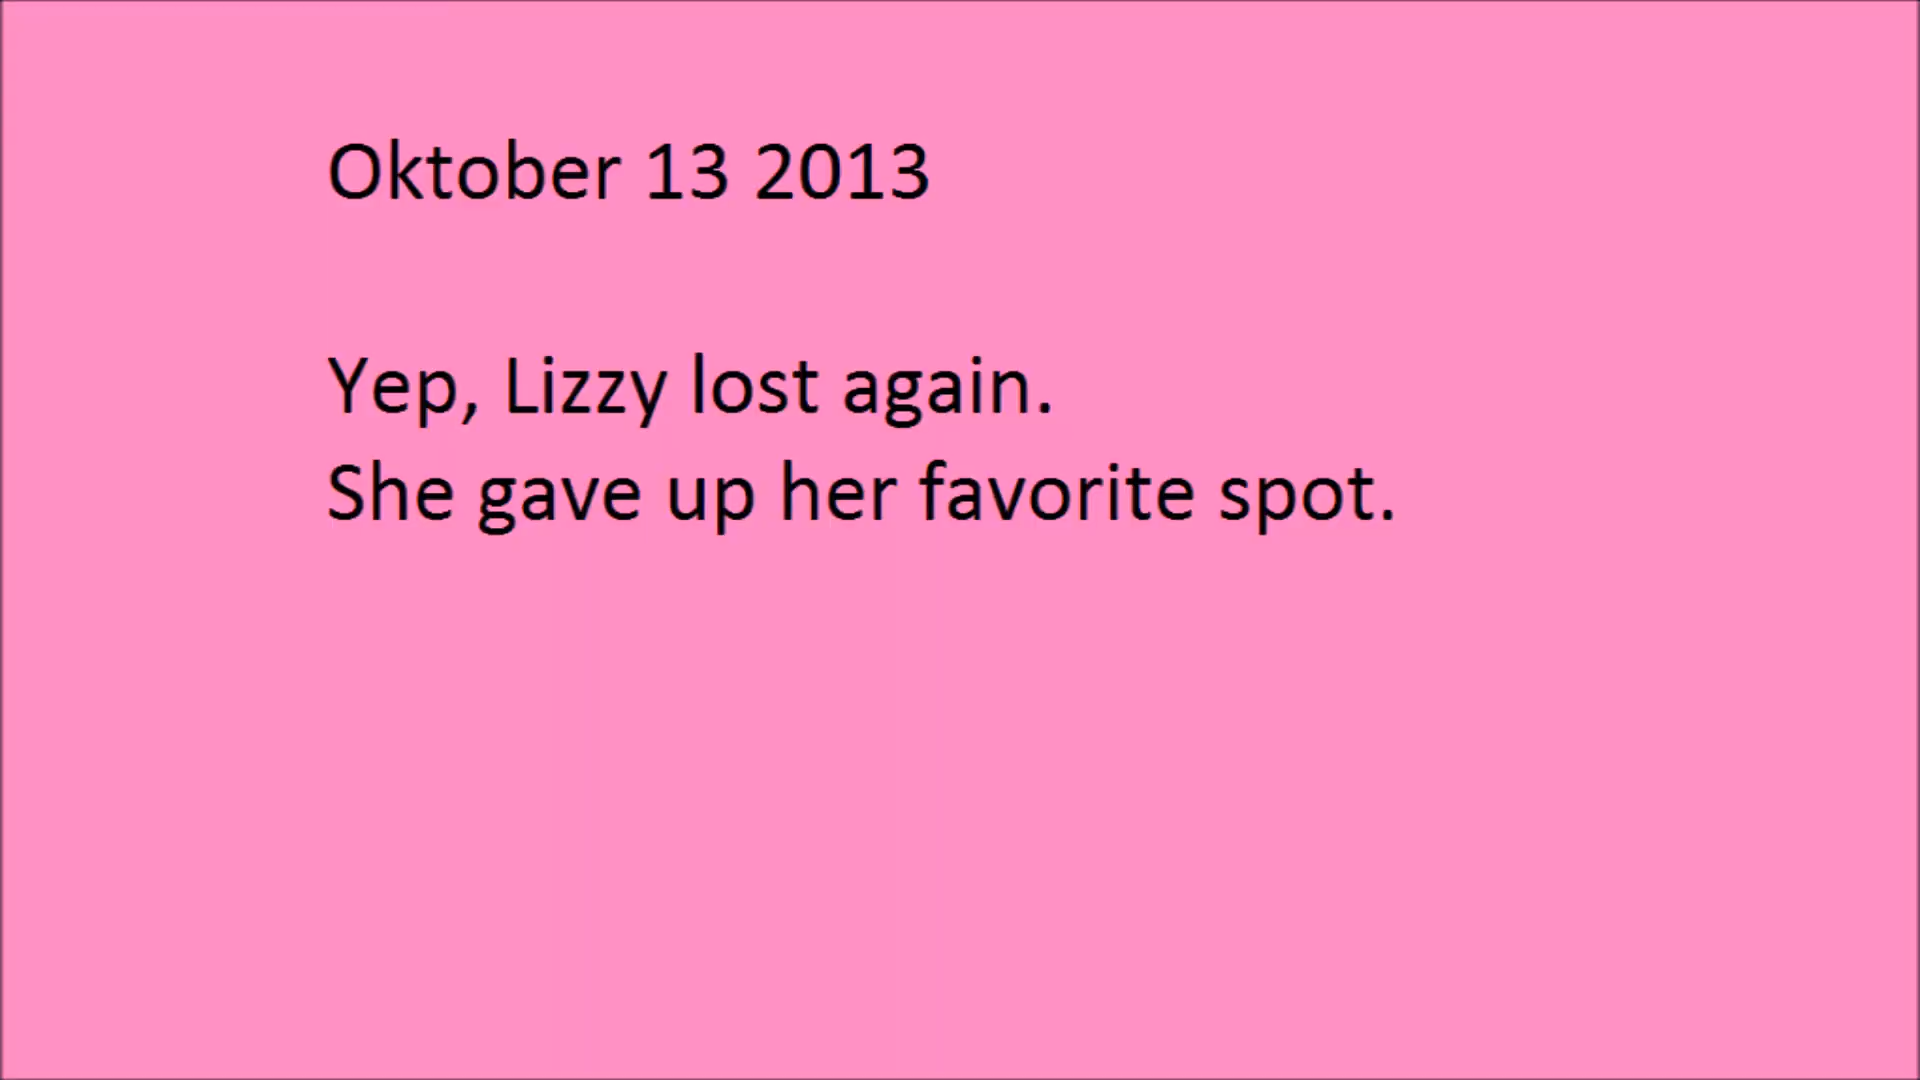 Oktober 13 2013
Yep, Lizzy lost again.
She gave up her favorite spot.